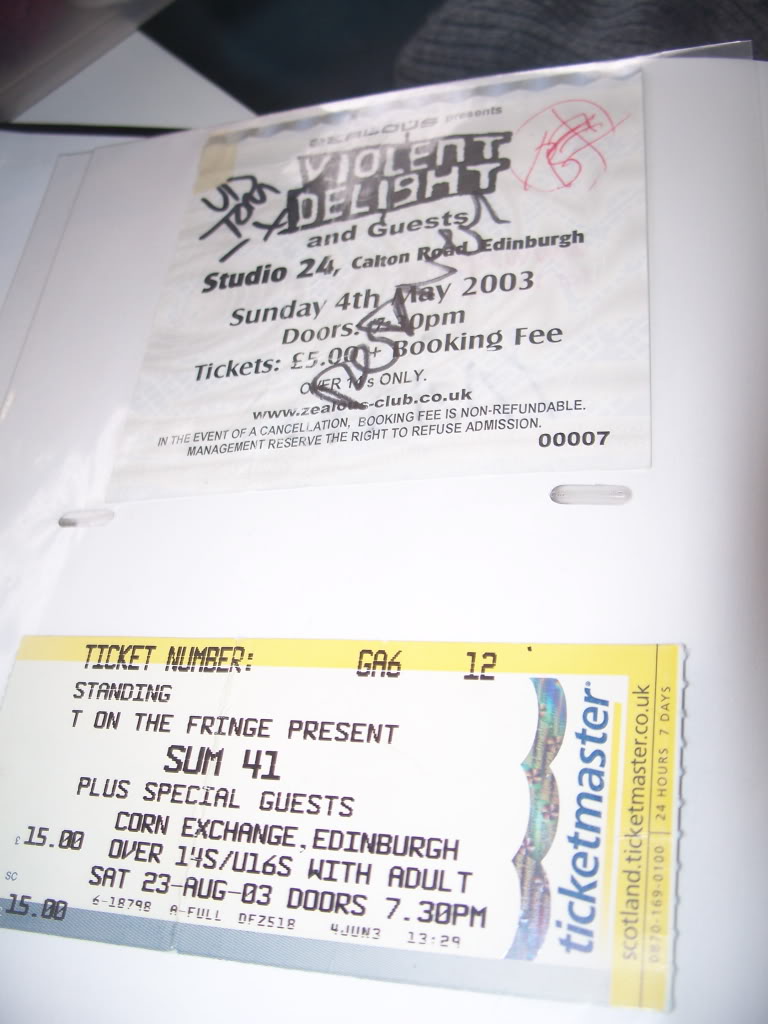 ZEALOUS presents
VIOLENT
DELIGHT
and Guests
Studio 24, Calton Road, Edinburgh
Sunday 4th May 2003
Doors: 7.30pm
Tickets: £5.00 + Booking Fee
OVER 14s ONLY.
www.zealous-club.co.uk
IN THE EVENT OF A CANCELLATION, BOOKING FEE IS NON-REFUNDABLE.
MANAGEMENT RESERVE THE RIGHT TO REFUSE ADMISSION.
00007
TICKET NUMBER: GA6 12
STANDING
T ON THE FRINGE PRESENT
SUM 41
PLUS SPECIAL GUESTS
£15.00 CORN EXCHANGE, EDINBURGH
OVER 14S/U16S WITH ADULT
SC
SAT 23-AUG-03 DOORS 7.30PM
15.00
6-18798 A-FULL DFZ518 4JUN3 13:29
ticketmaster
scotland.ticketmaster.co.uk
0870-169-0100 24 HOURS 7 DAYS